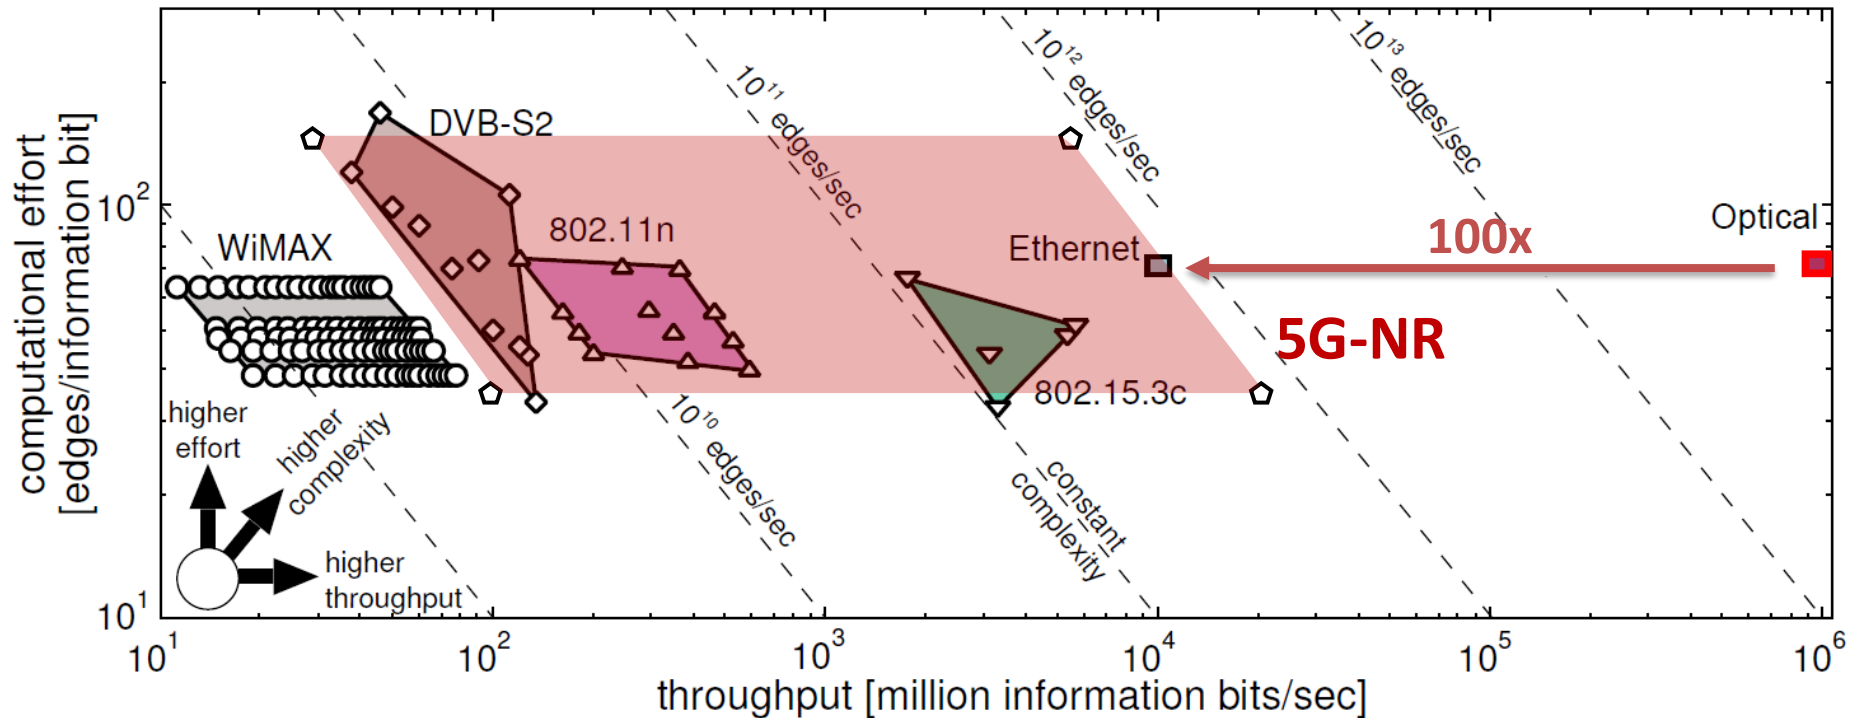 computational effort
[edges/information bit]
10²
10¹
DVB-S2
WiMAX
802.11n
10¹¹ edges/sec
10¹² edges/sec
10¹³ edges/sec
Ethernet
100x
Optical
5G-NR
802.15.3c
10¹⁰ edges/sec
constant
complexity
higher
effort
higher
complexity
higher
throughput
10¹
10²
10³
10⁴
10⁵
10⁶
throughput [million information bits/sec]